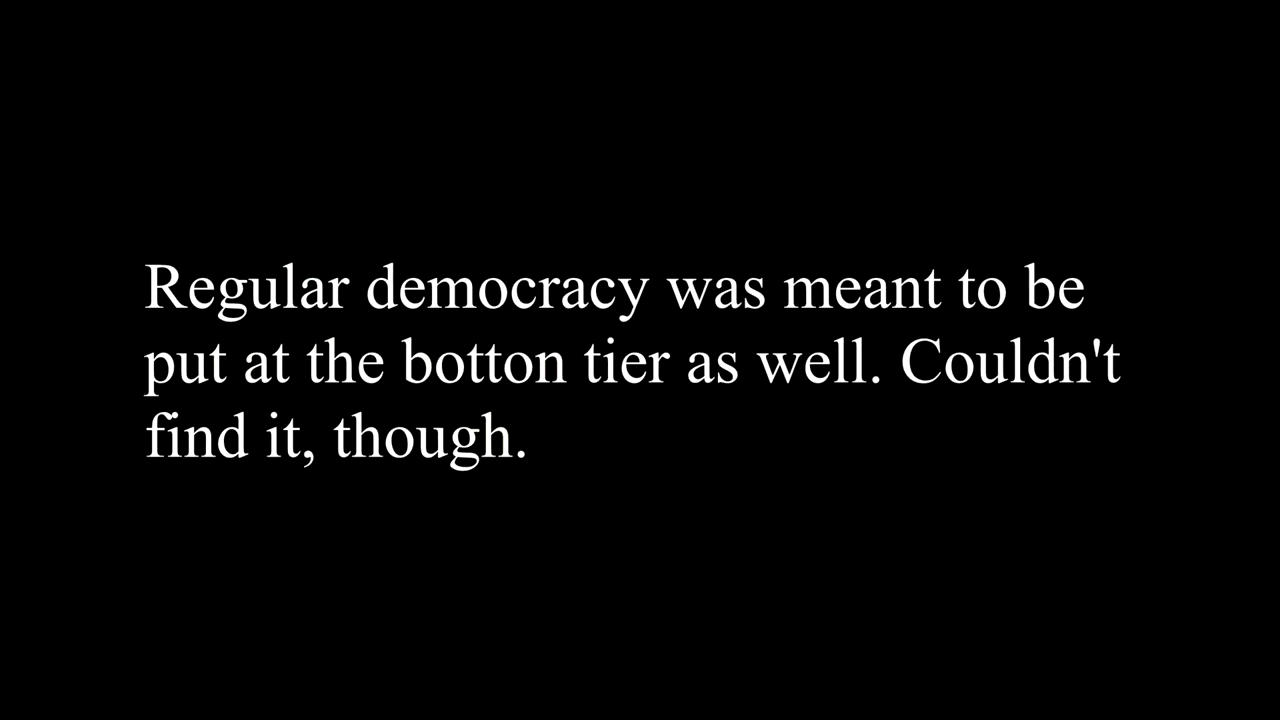 Regular democracy was meant to be
put at the botton tier as well. Couldn't
find it, though.